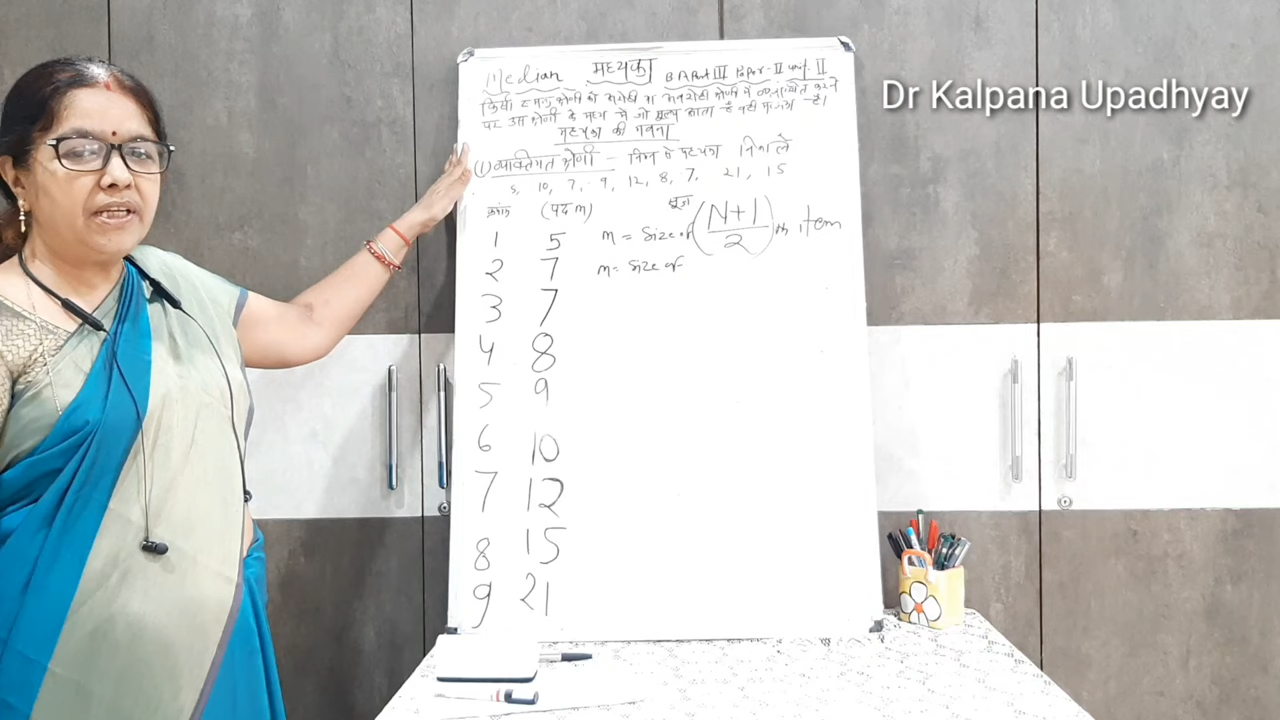 Dr Kalpana Upadhyay
Median मध्यका BA Part III Paper-II Unit-II
किसी समंक श्रेणी को आरोही या अवरोही श्रेणी में व्यवस्थित करने
पर उस श्रेणी के मध्य में जो मूल्य आता है वही मध्यका है।
मध्यका की गणना
(1) व्यक्तिगत श्रेणी - निम्न से मध्यका निकाले
5, 10, 7, 9, 12, 8, 7, 21, 15
क्रमांक (पद m) सूत्र
1 5 m = Size of (N+1/2)th item
2 7 m = Size of
3 7
4 8
5 9
6 10
7 12
8 15
9 21